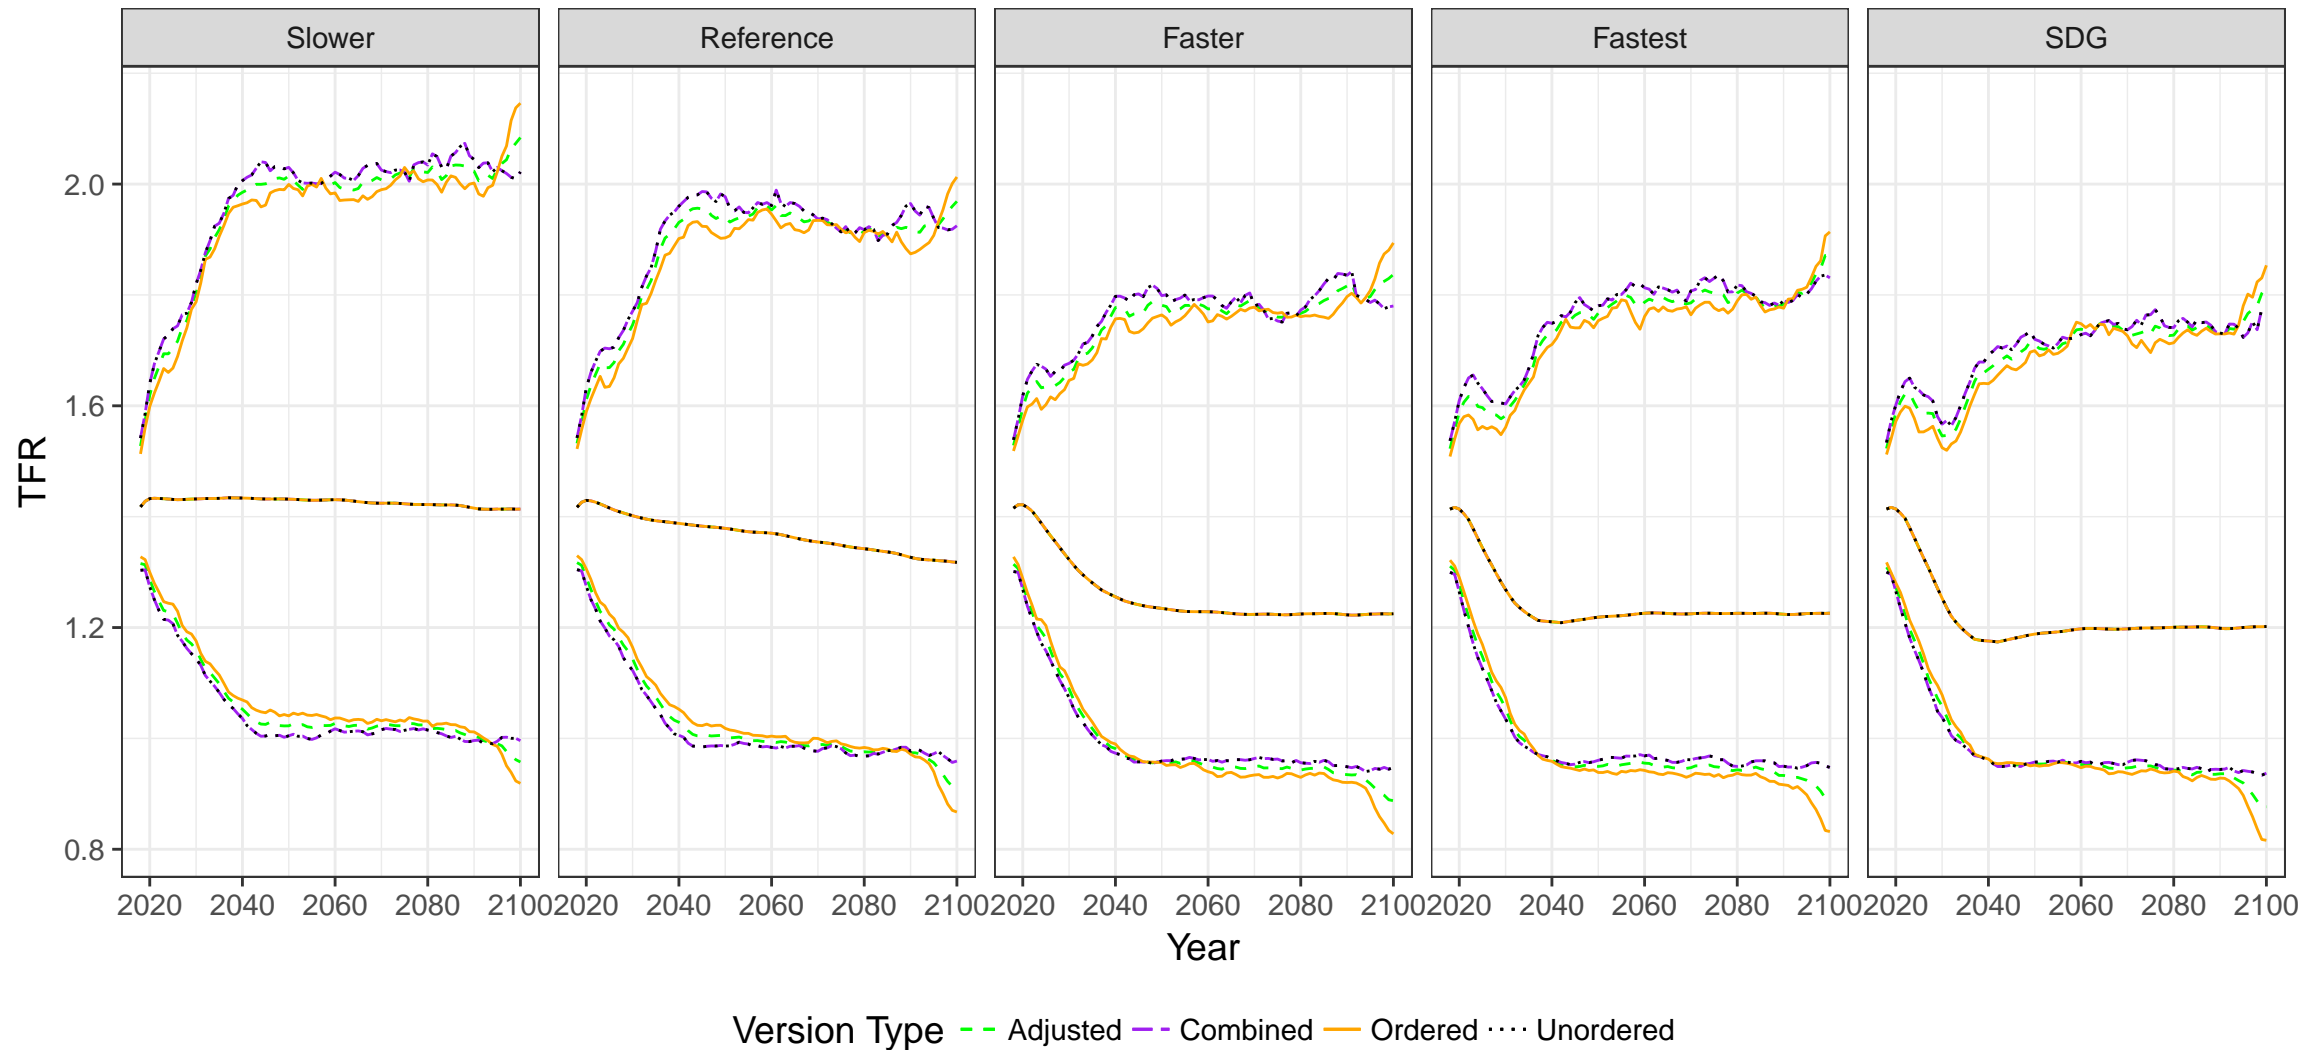 Slower Reference Faster Fastest SDG
2.0
1.6
1.2
0.8
TFR
2020 2040 2060 2080 2100 2020 2040 2060 2080 2100 2020 2040 2060 2080 2100 2020 2040 2060 2080 2100 2020 2040 2060 2080 2100
Year
Version Type Adjusted Combined Ordered Unordered